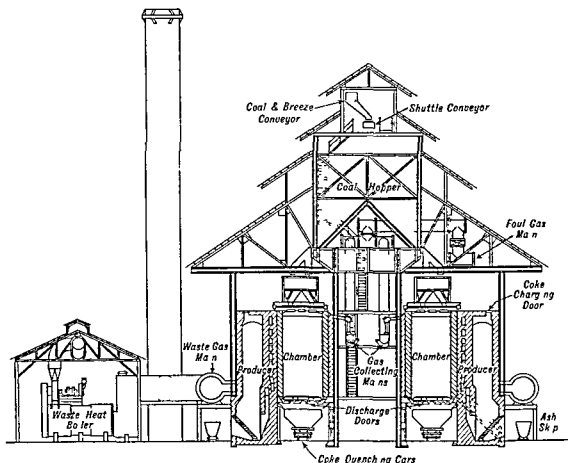 Coal & Breeze
Conveyor
Shuttle Conveyor
Coal Hopper
Foul Gas
Ma n
Coke
Charg ng
Door
Waste Gas
Ma n
Producer
Chamber
Gas
Collecting
Ma ns
Chamber
Producer
Waste Heat
Bo ler
Discharge
Doors
Ash
Sk p
Coke Quench ng Cars